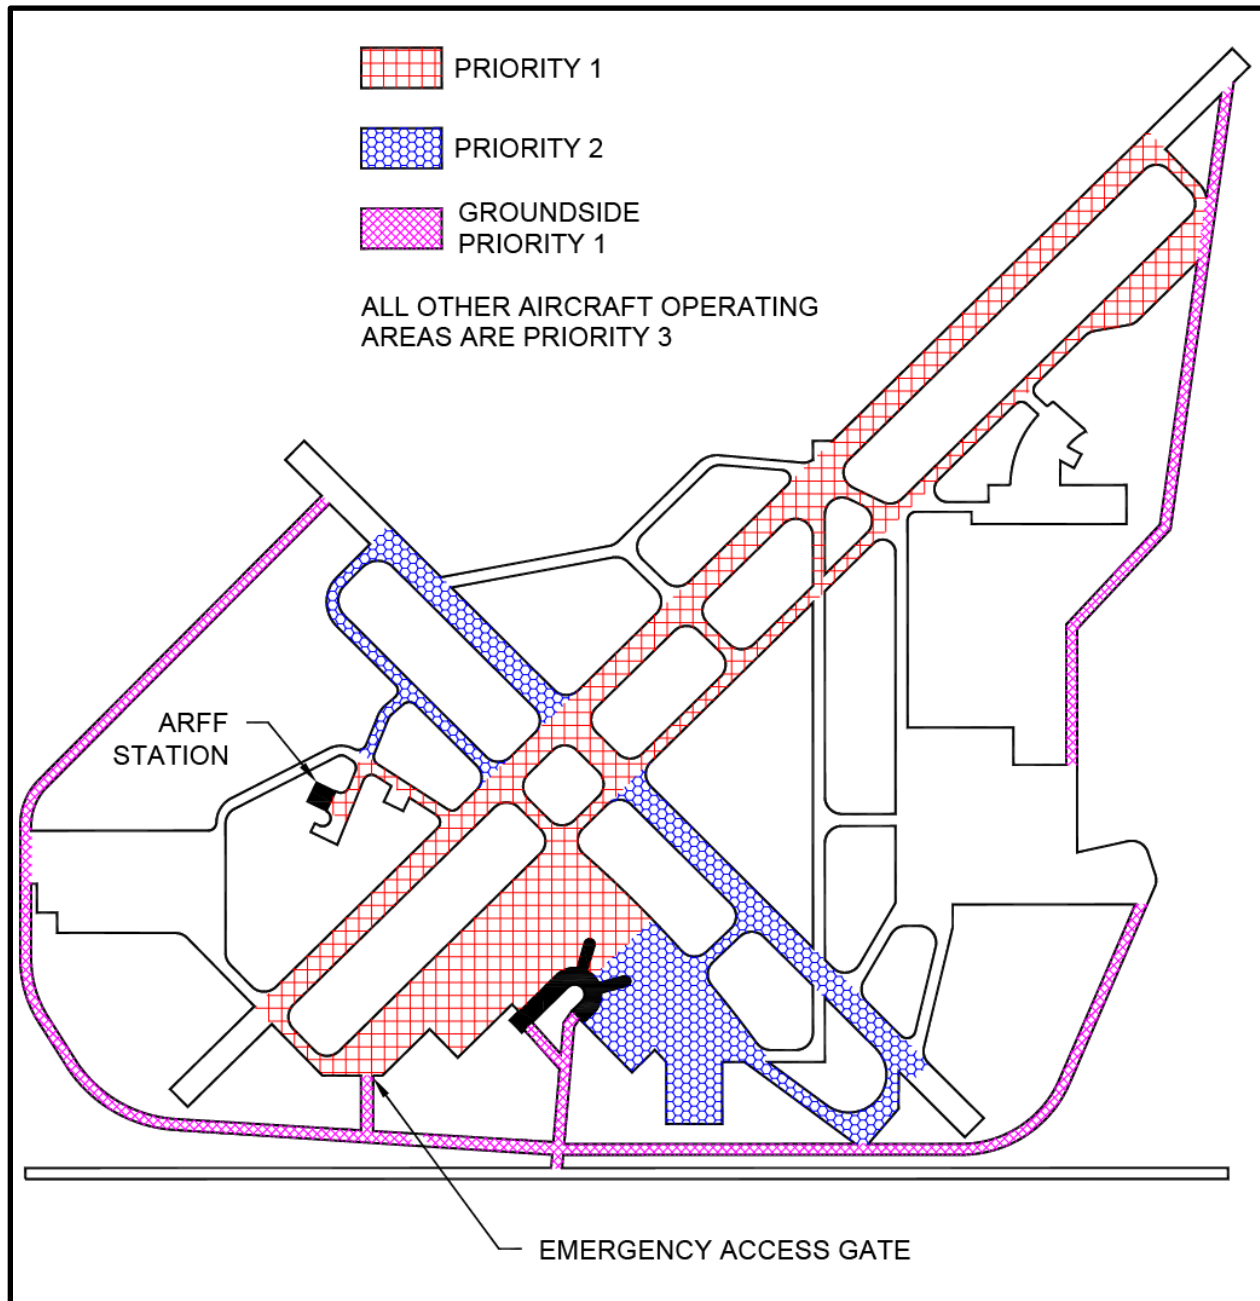 PRIORITY 1
PRIORITY 2
GROUNDSIDE
PRIORITY 1
ALL OTHER AIRCRAFT OPERATING
AREAS ARE PRIORITY 3
ARFF
STATION
EMERGENCY ACCESS GATE